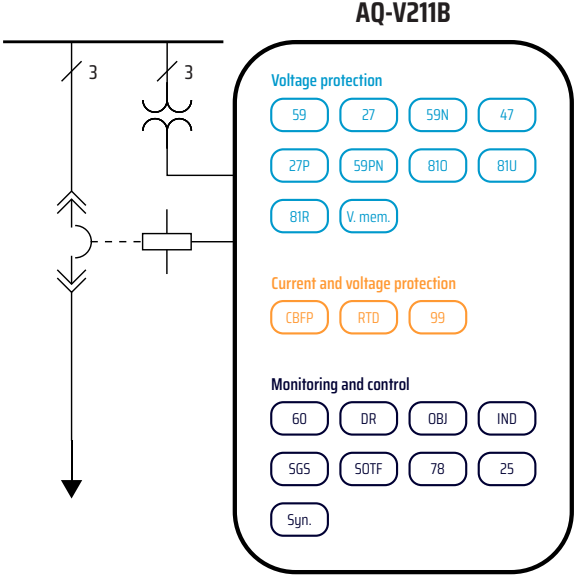 AQ-V211B
3
3
Voltage protection
59 27 59N 47
27P 59PN 81O 81U
81R V. mem.
Current and voltage protection
CBFP RTD 99
Monitoring and control
60 DR OBJ IND
SGS SOTF 78 25
Syn.